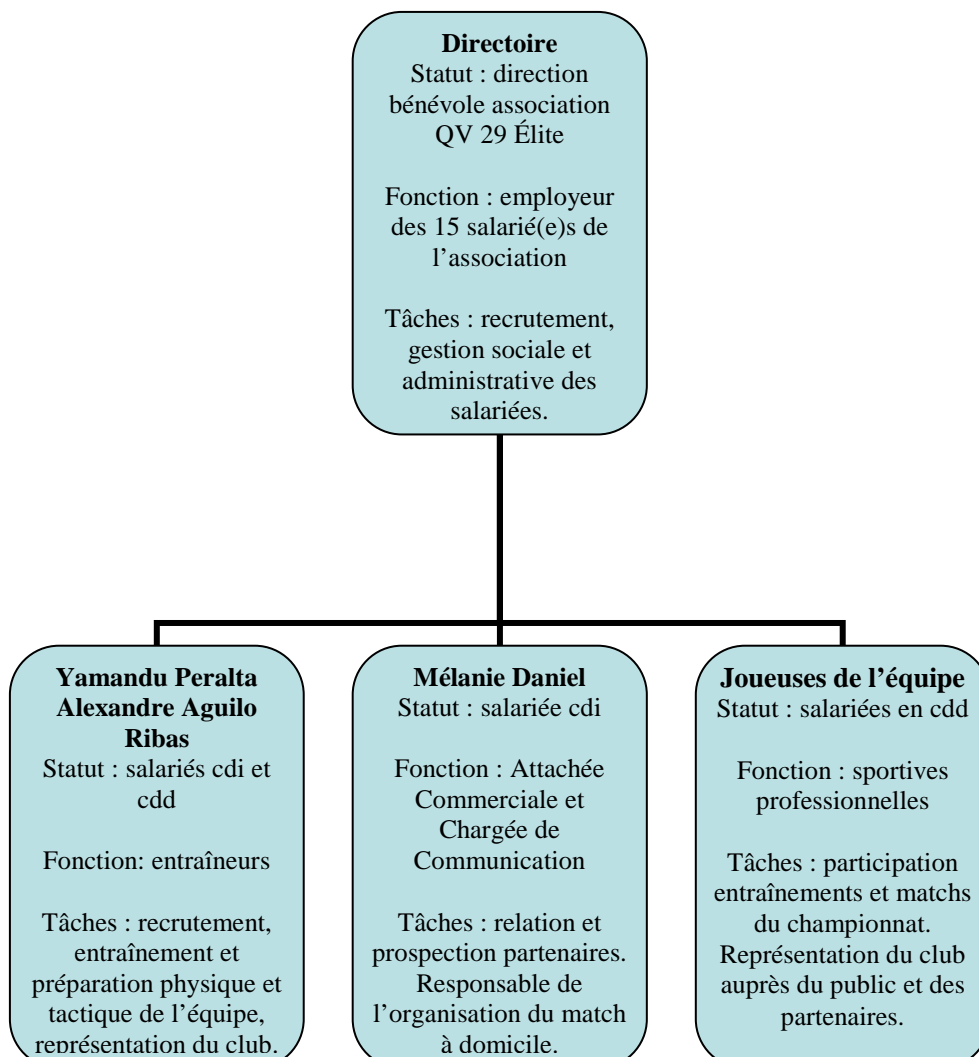 Directoire
Statut : direction
bénévole association
QV 29 Élite
Fonction : employeur
des 15 salarié(e)s de
l’association
Tâches : recrutement,
gestion sociale et
administrative des
salariées.
Yamandu Peralta
Alexandre Aguilo
Ribas
Statut : salariés cdi et
cdd
Fonction: entraîneurs
Tâches : recrutement,
entraînement et
préparation physique et
tactique de l’équipe,
représentation du club.
Mélanie Daniel
Statut : salariée cdi
Fonction : Attachée
Commerciale et
Chargée de
Communication
Tâches : relation et
prospection partenaires.
Responsable de
l’organisation du match
à domicile.
Joueuses de l’équipe
Statut : salariées en cdd
Fonction : sportives
professionnelles
Tâches : participation
entraînements et matchs
du championnat.
Représentation du club
auprès du public et des
partenaires.